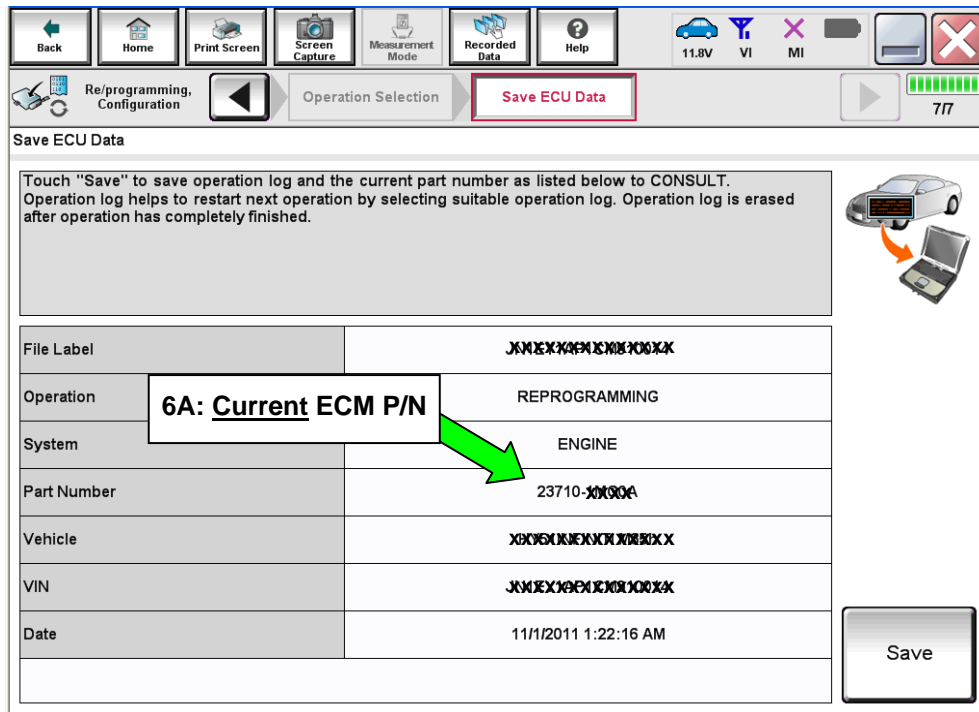 Back
Home
Print Screen
Screen Capture
Measurement Mode
Recorded Data
Help
11.8V
VI
MI
Re/programming, Configuration
Operation Selection
Save ECU Data
7/7
Save ECU Data
Touch "Save" to save operation log and the current part number as listed below to CONSULT.
Operation log helps to restart next operation by selecting suitable operation log. Operation log is erased
after operation has completely finished.
File Label
Operation
REPROGRAMMING
6A: Current ECM P/N
System
ENGINE
Part Number
23710-
Vehicle
VIN
Date
11/1/2011 1:22:16 AM
Save